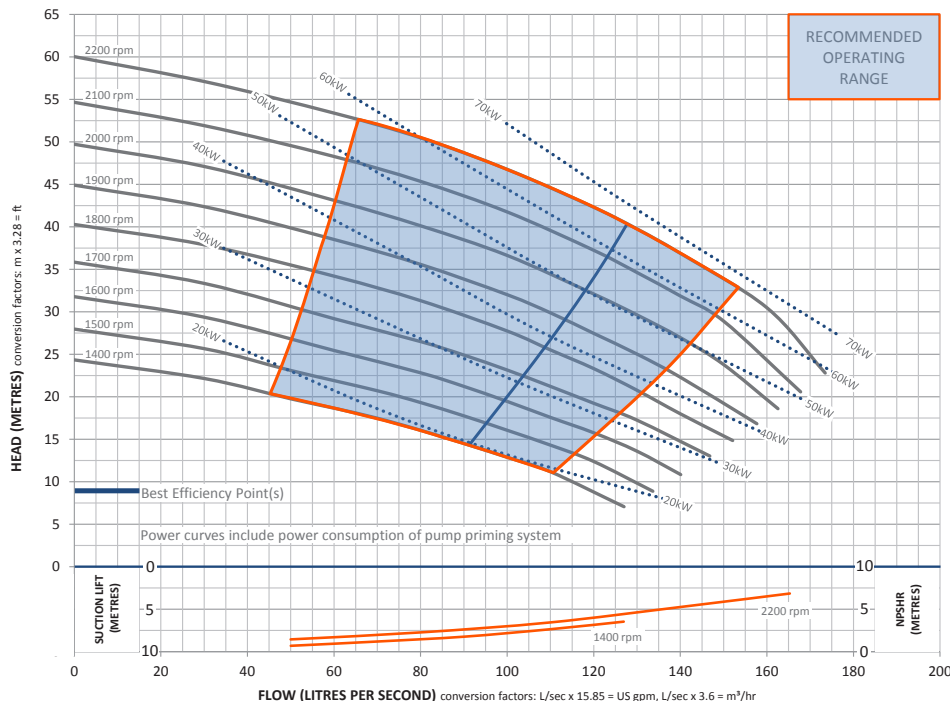 RECOMMENDED
OPERATING
RANGE
65
60
55
50
45
40
35
30
25
20
15
10
5
0
HEAD (METRES) conversion factors: m x 3.28 = ft
2200 rpm
2100 rpm
2000 rpm
1900 rpm
1800 rpm
1700 rpm
1600 rpm
1500 rpm
1400 rpm
60kW
70kW
50kW
40kW
30kW
20kW
70kW
60kW
50kW
40kW
30kW
20kW
Best Efficiency Point(s)
Power curves include power consumption of pump priming system
SUCTION LIFT
(METRES)
0
5
10
2200 rpm
1400 rpm
10
5
0
NPSHR
(METRES)
0 20 40 60 80 100 120 140 160 180 200
FLOW (LITRES PER SECOND) conversion factors: L/sec x 15.85 = US gpm, L/sec x 3.6 = m³/hr